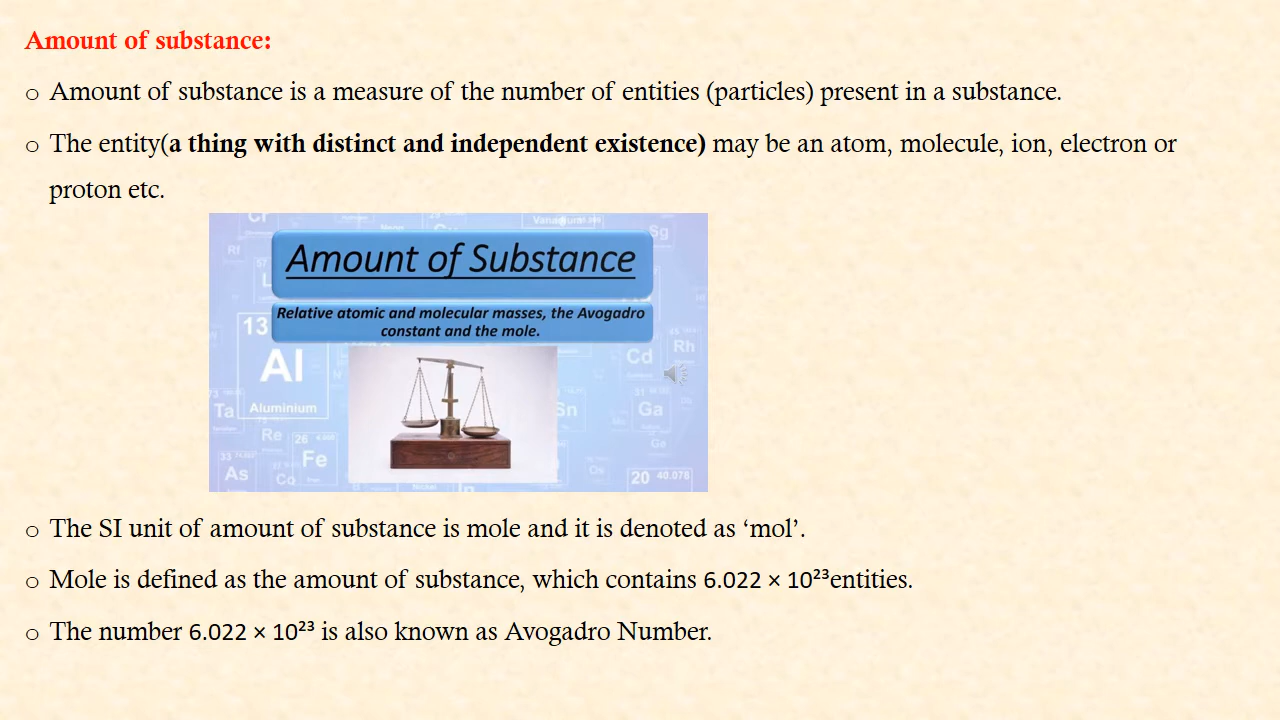 Amount of substance:
o Amount of substance is a measure of the number of entities (particles) present in a substance.
o The entity(a thing with distinct and independent existence) may be an atom, molecule, ion, electron or
proton etc.
Cr
Vanadium
Sg
Rf
Amount of Substance
Relative atomic and molecular masses, the Avogadro
constant and the mole.
13
Al
Aluminium
Cd
Rh
Ta
Sn
Ga
Re
26
Fe
As
Co
20 40.078
o The SI unit of amount of substance is mole and it is denoted as ‘mol’.
o Mole is defined as the amount of substance, which contains 6.022 × 10²³entities.
o The number 6.022 × 10²³ is also known as Avogadro Number.